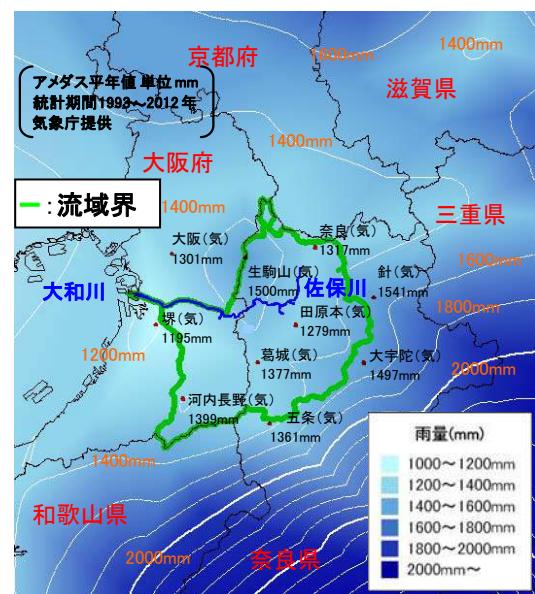 京都府
1600mm
1400mm
アメダス平年値 単位 mm
統計期間1993～2012年
気象庁提供
滋賀県
1400mm
大阪府
－:流域界
1400mm
三重県
奈良(気)
1317mm
大阪(気)
1301mm
1600mm
生駒山(気)
1500mm
佐保川
針(気)
1541mm
大和川
1800mm
田原本(気)
1279mm
堺(気)
1195mm
1200mm
葛城(気)
1377mm
大宇陀(気)
1497mm
2000mm
河内長野(気)
1399mm
五条(気)
1361mm
1400mm
和歌山県
2000mm
奈良県
雨量(mm)
1000～1200mm
1200～1400mm
1400～1600mm
1600～1800mm
1800～2000mm
2000mm～